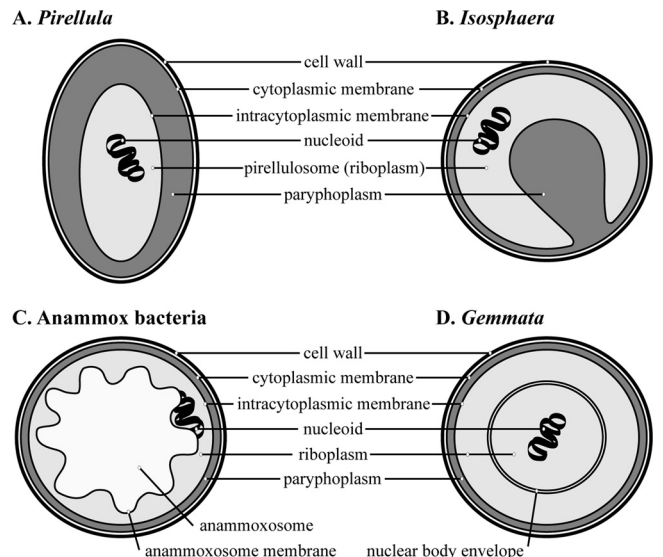 A. Pirellula
B. Isosphaera
cell wall
cytoplasmic membrane
intracytoplasmic membrane
nucleoid
pirellulosome (riboplasm)
paryphoplasm
C. Anammox bacteria
D. Gemmata
cell wall
cytoplasmic membrane
intracytoplasmic membrane
nucleoid
riboplasm
paryphoplasm
anammoxosome
anammoxosome membrane
nuclear body envelope